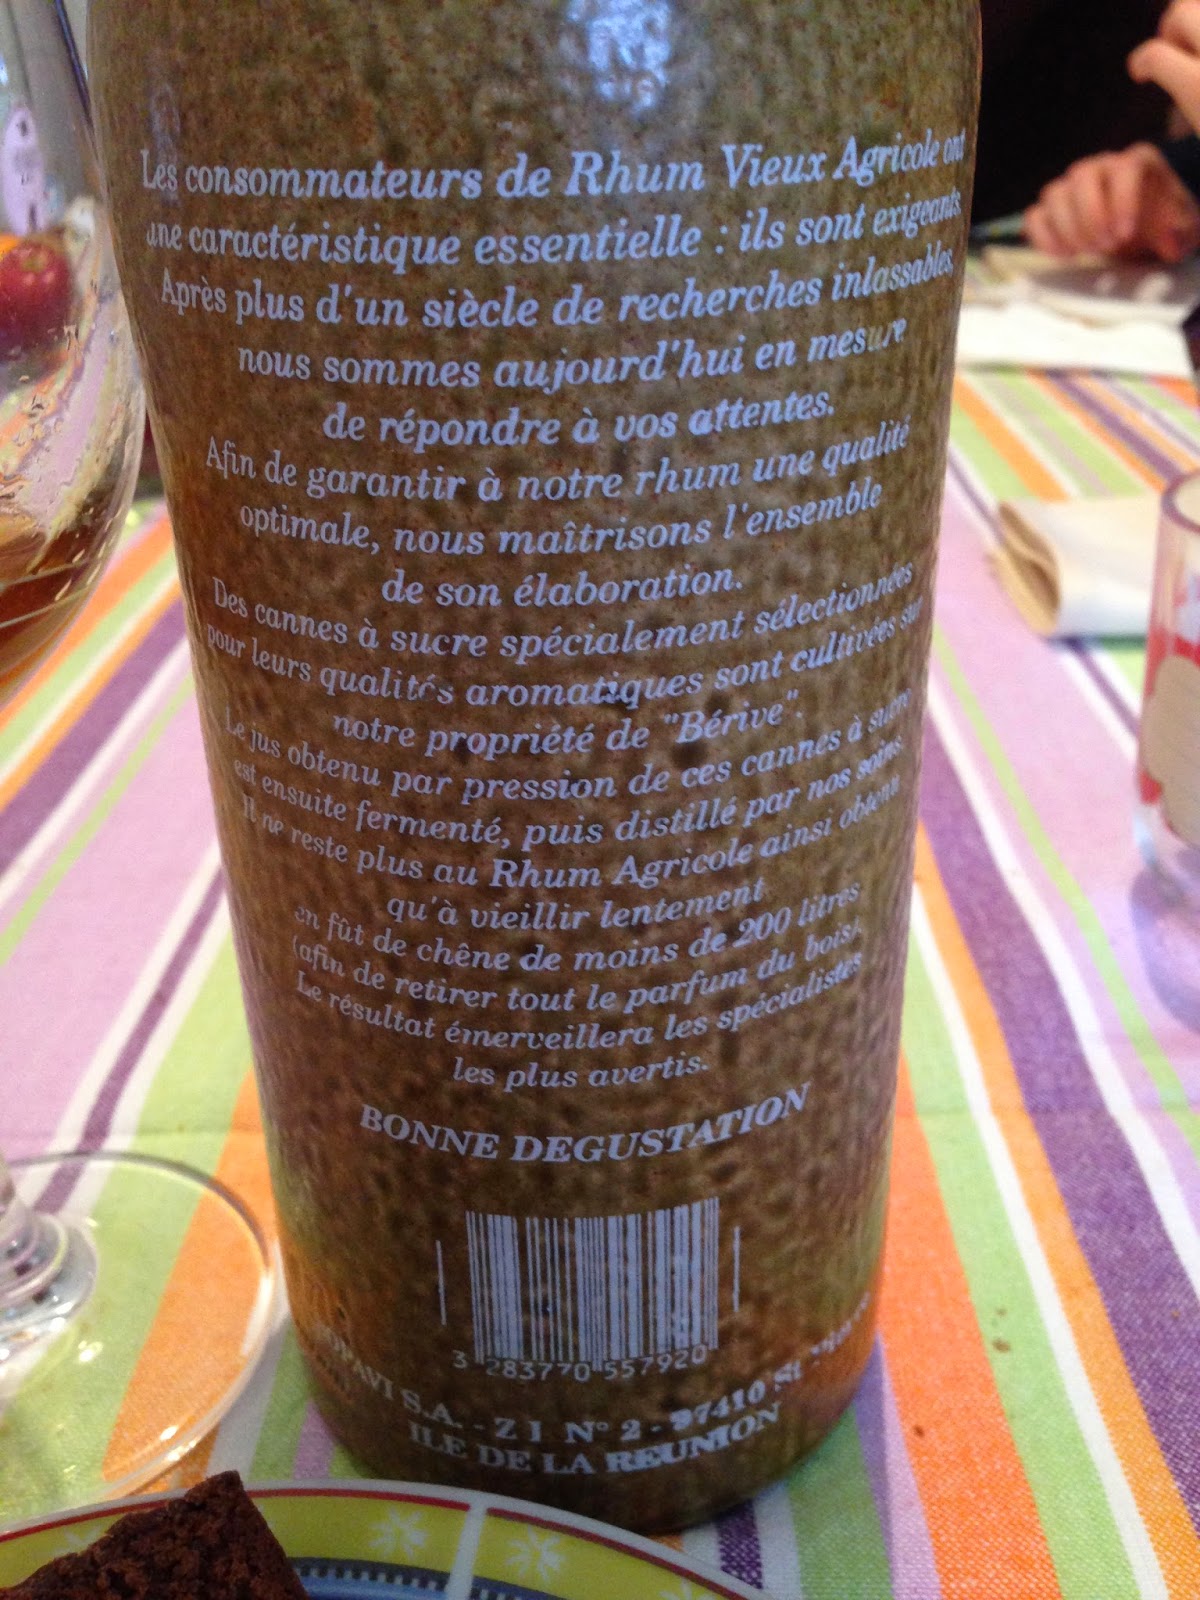 Les consommateurs de Rhum Vieux Agricole ont
une caractéristique essentielle : ils sont exigeants.
Après plus d'un siècle de recherches inlassables,
nous sommes aujourd'hui en mesure
de répondre à vos attentes.
Afin de garantir à notre rhum une qualité
optimale, nous maîtrisons l'ensemble
de son élaboration.
Des cannes à sucre spécialement sélectionnées
pour leurs qualités aromatiques sont cultivées sur
notre propriété de "Bérive".
Le jus obtenu par pression de ces cannes à sucre
est ensuite fermenté, puis distillé par nos soins.
Il ne reste plus au Rhum Agricole ainsi obtenu
qu'à vieillir lentement
en fût de chêne de moins de 200 litres
(afin de retirer tout le parfum du bois).
Le résultat émerveillera les spécialistes
les plus avertis.
BONNE DEGUSTATION
3 283770 557920
S.A. - Z I N° 2 - 97410 St
ILE DE LA REUNION